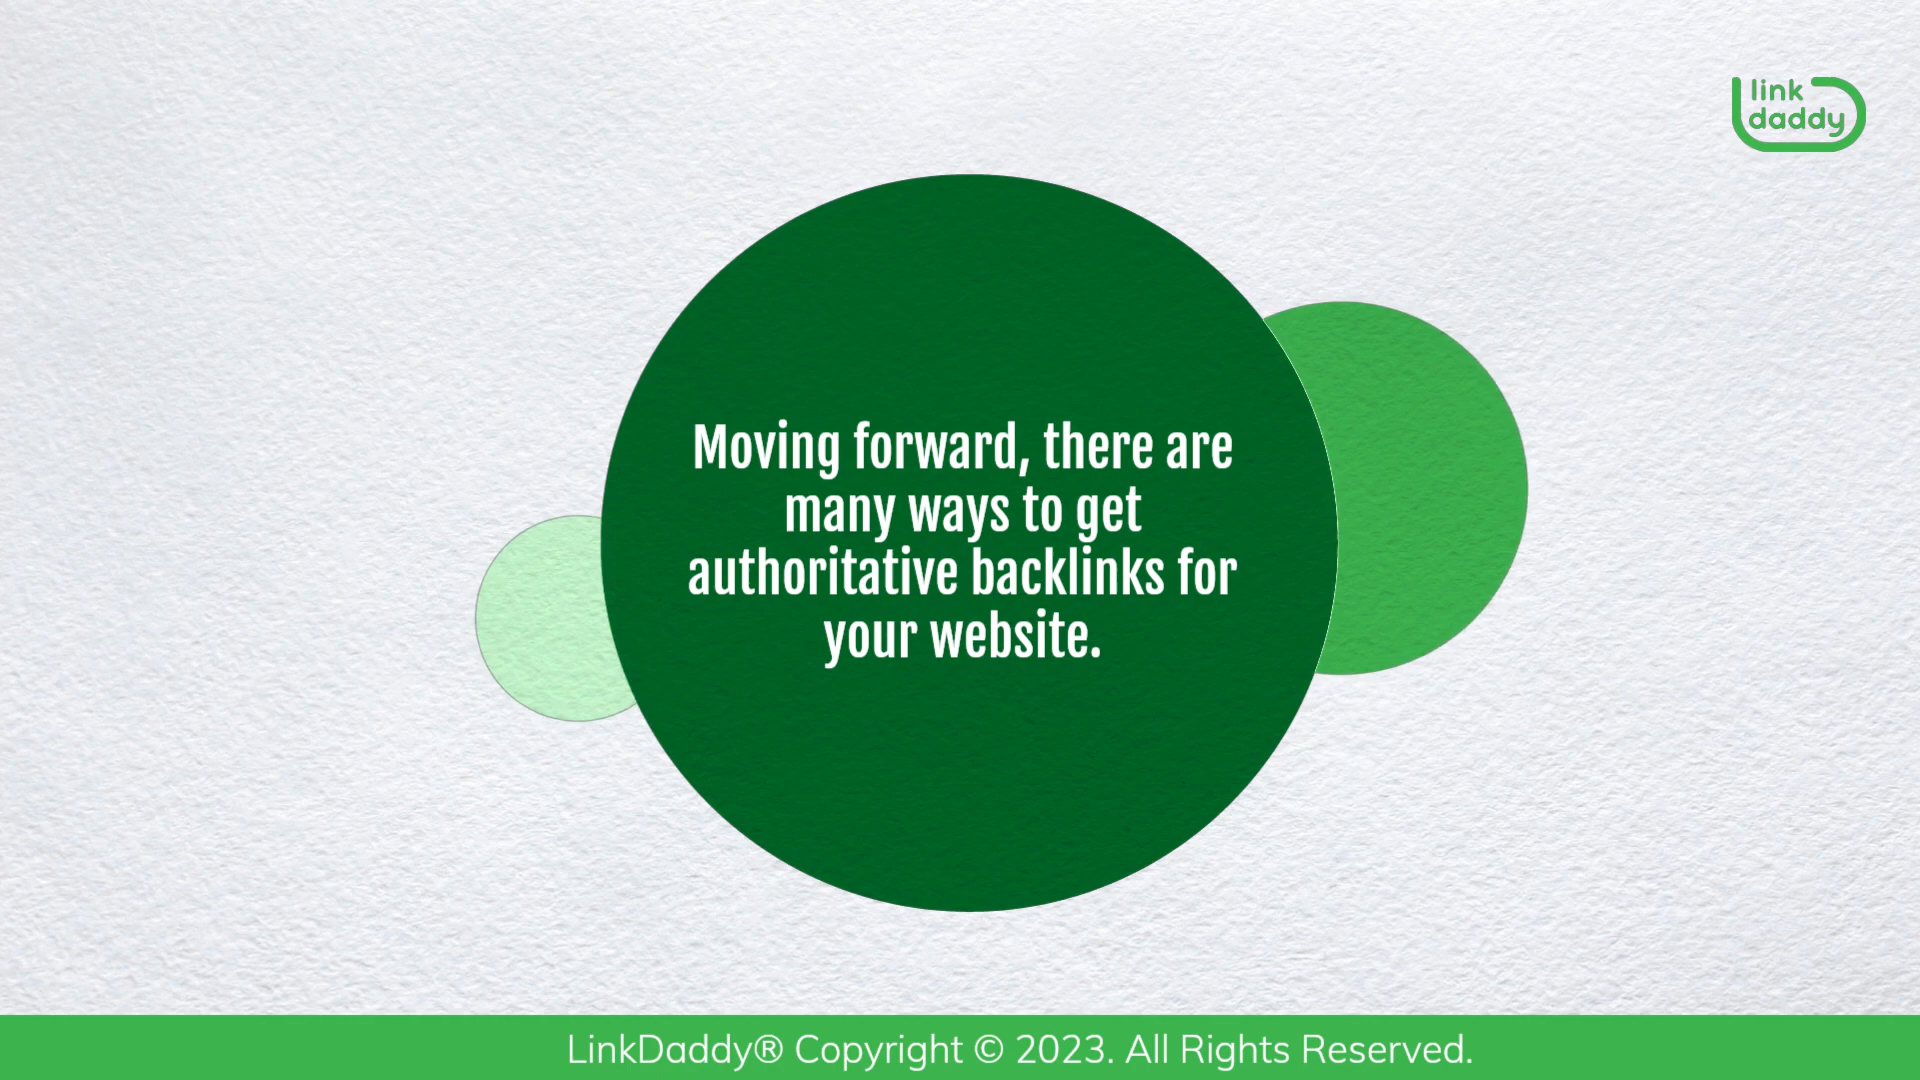 link
daddy
Moving forward, there are
many ways to get
authoritative backlinks for
your website.
LinkDaddy® Copyright © 2023. All Rights Reserved.